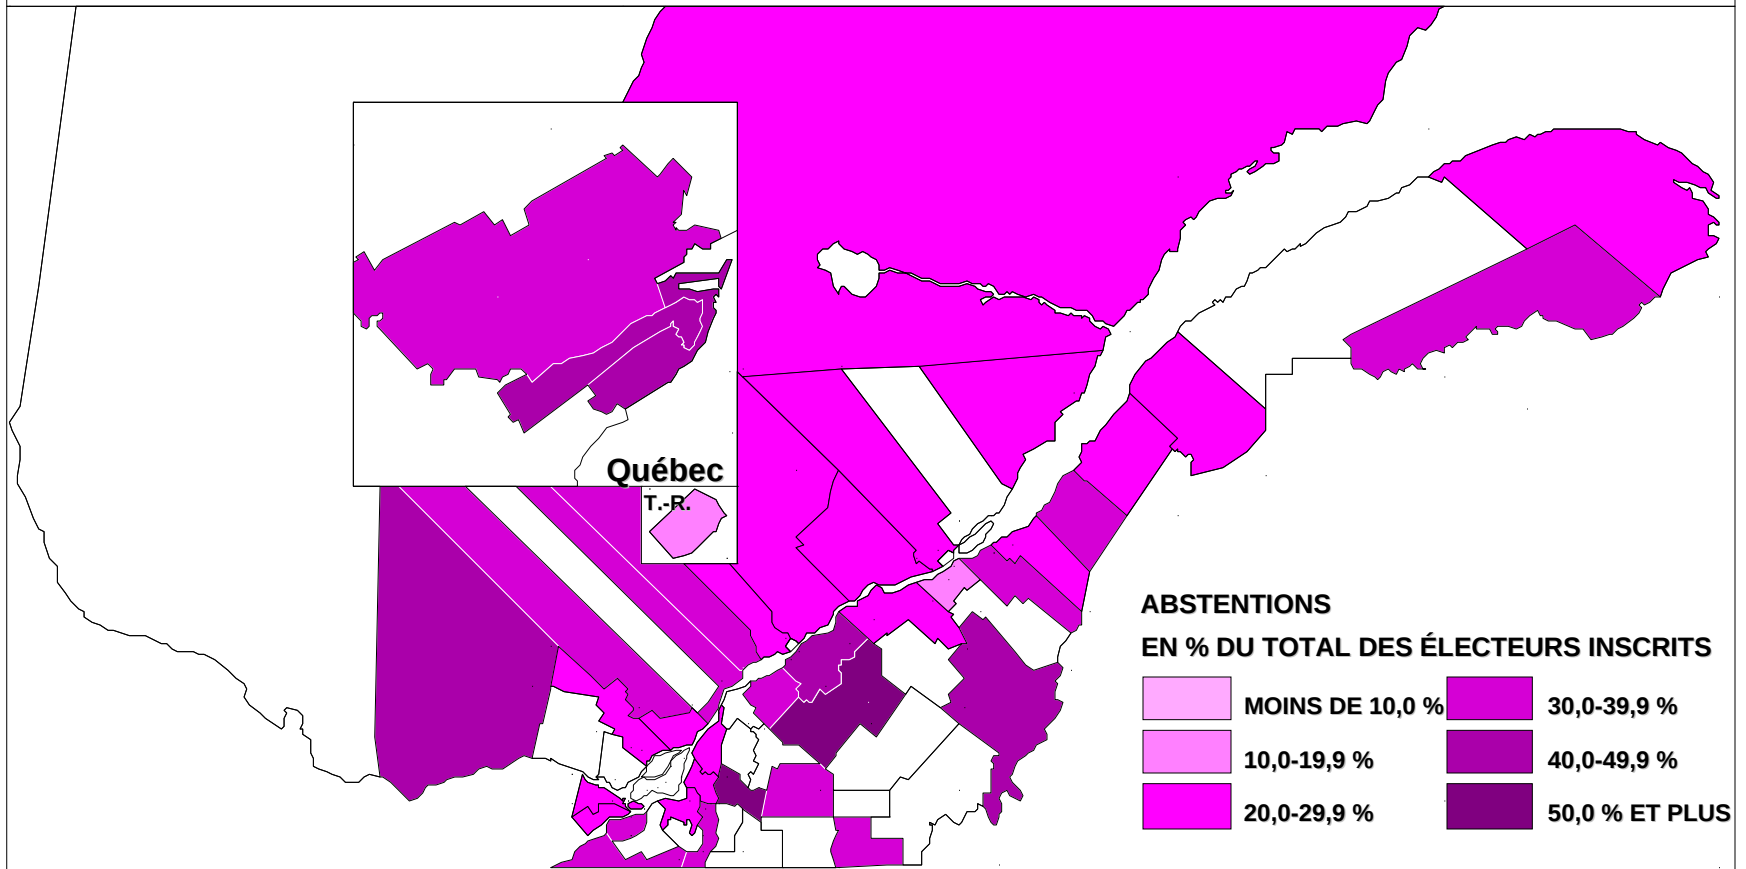 Québec
T.-R.
ABSTENTIONS
EN % DU TOTAL DES ÉLECTEURS INSCRITS
MOINS DE 10,0 %
30,0-39,9 %
10,0-19,9 %
40,0-49,9 %
20,0-29,9 %
50,0 % ET PLUS